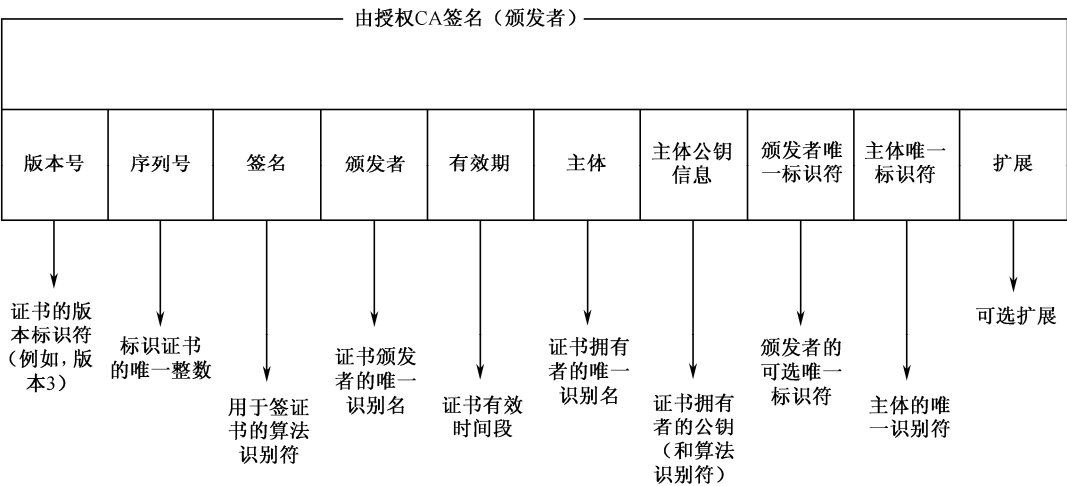 由授权CA签名（颁发者）
版本号
序列号
签名
颁发者
有效期
主体
主体公钥
信息
颁发者唯
一标识符
主体唯一
标识符
扩展
证书的版
本标识符
（例如，版
本3）
标识证书
的唯一整数
用于签证
书的算法
识别符
证书颁发
者的唯一
识别名
证书有效
时间段
证书拥有
者的唯一
识别名
证书拥有
者的公钥
（和算法
识别符）
颁发者的
可选唯一
标识符
主体的唯
一识别符
可选扩展